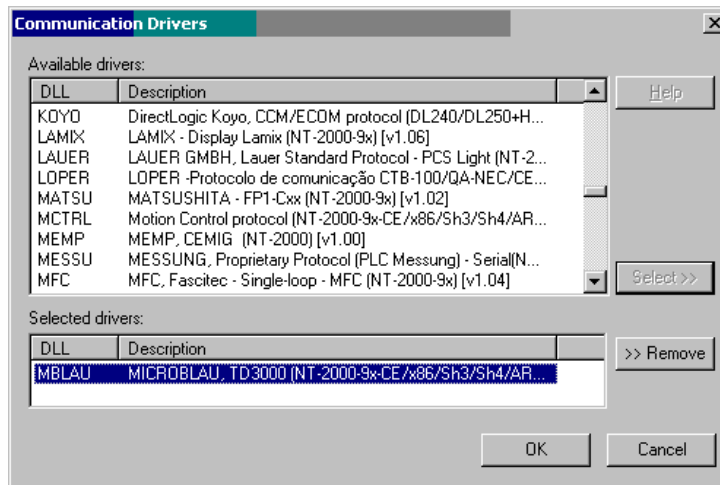 Communication Drivers
Available drivers:
DLL Description
KOYO DirectLogic Koyo, CCM/ECOM protocol (DL240/DL250+H...
LAMIX LAMIX - Display Lamix (NT-2000-9x) [v1.06]
LAUER LAUER GMBH, Lauer Standard Protocol - PCS Light (NT-2...
LOPER LOPER -Protocolo de comunicação CTB-100/QA-NEC/CE...
MATSU MATSUSHITA - FP1-Cxx (NT-2000-9x) [v1.02]
MCTRL Motion Control protocol (NT-2000-9x-CE/x86/Sh3/Sh4/AR...
MEMP MEMP, CEMIG (NT-2000) [v1.00]
MESSU MESSUNG, Proprietary Protocol (PLC Messung) - Serial(N...
MFC MFC, Fascitec - Single-loop - MFC (NT-2000-9x) [v1.04]
Help
Select >>
Selected drivers:
DLL Description
MBLAU MICROBLAU, TD3000 (NT-2000-9x-CE/x86/Sh3/Sh4/AR...
>> Remove
OK Cancel